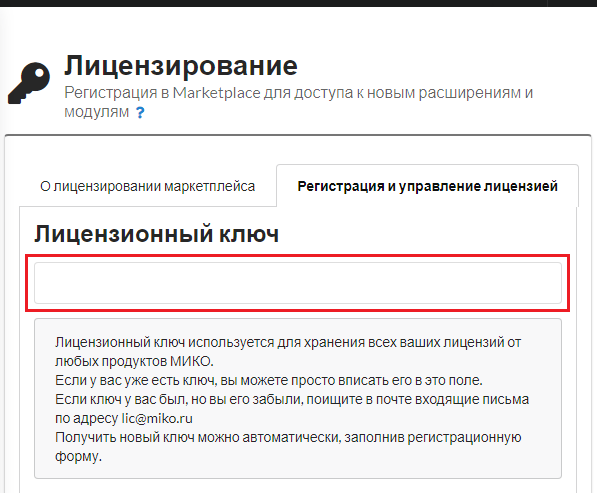 Лицензирование
Регистрация в Marketplace для доступа к новым расширениям и
модулям ?
О лицензировании маркетплейса
Регистрация и управление лицензией
Лицензионный ключ
Лицензионный ключ используется для хранения всех ваших лицензий от
любых продуктов МИКО.
Если у вас уже есть ключ, вы можете просто вписать его в это поле.
Если ключ у вас был, но вы его забыли, поищите в почте входящие письма
по адресу lic@miko.ru
Получить новый ключ можно автоматически, заполнив регистрационную
форму.